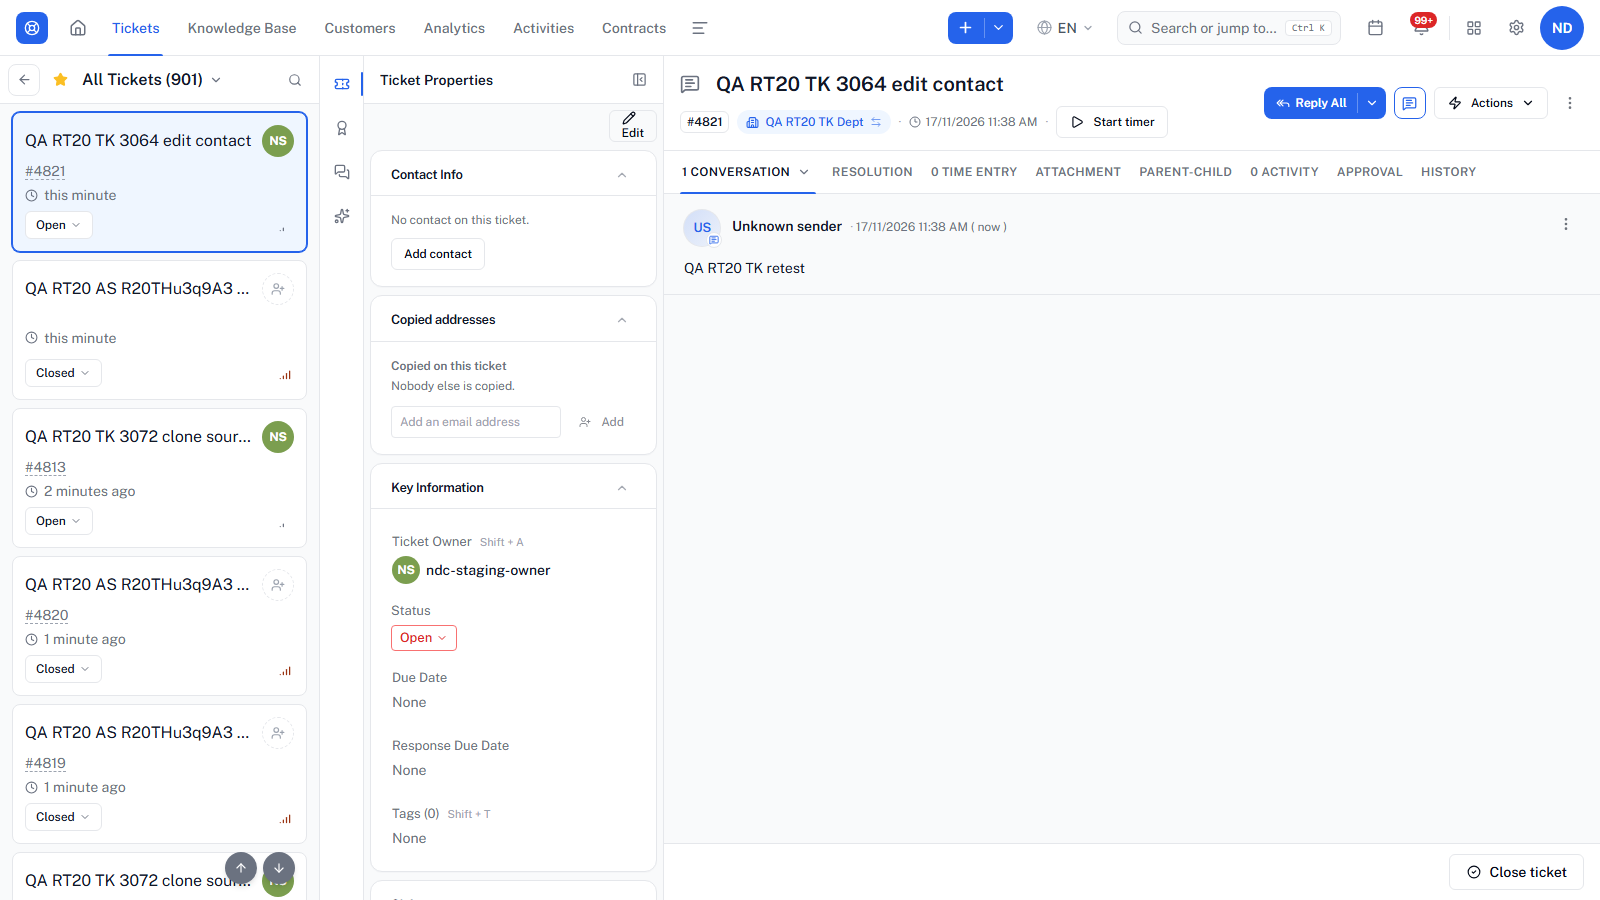 Tickets
Knowledge Base
Customers
Analytics
Activities
Contracts
EN
Search or jump to...
Ctrl K
99+
ND
All Tickets (901)
QA RT20 TK 3064 edit contact
NS
#4821
this minute
Open
QA RT20 AS R20THu3q9A3 ...
this minute
Closed
QA RT20 TK 3072 clone sour...
NS
#4813
2 minutes ago
Open
QA RT20 AS R20THu3q9A3 ...
#4820
1 minute ago
Closed
QA RT20 AS R20THu3q9A3 ...
#4819
1 minute ago
Closed
QA RT20 TK 3072 clone sour...
Ticket Properties
Edit
Contact Info
No contact on this ticket.
Add contact
Copied addresses
Copied on this ticket
Nobody else is copied.
Add an email address
Add
Key Information
Ticket Owner Shift + A
NS ndc-staging-owner
Status
Open
Due Date
None
Response Due Date
None
Tags (0) Shift + T
None
QA RT20 TK 3064 edit contact
#4821
QA RT20 TK Dept
· 17/11/2026 11:38 AM ·
Start timer
Reply All
Actions
1 CONVERSATION
RESOLUTION
0 TIME ENTRY
ATTACHMENT
PARENT-CHILD
0 ACTIVITY
APPROVAL
HISTORY
US
Unknown sender · 17/11/2026 11:38 AM ( now )
QA RT20 TK retest
Close ticket